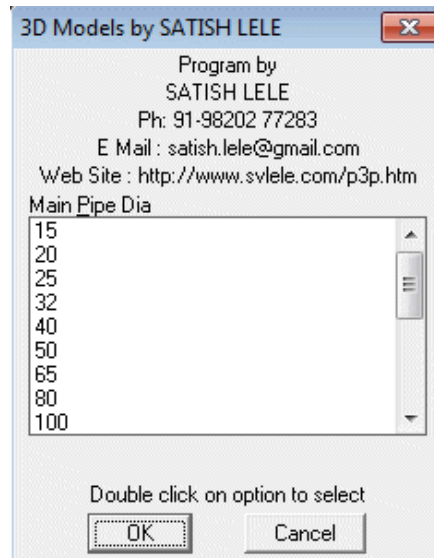 3D Models by SATISH LELE
Program by
SATISH LELE
Ph: 91-98202 77283
E Mail : satish.lele@gmail.com
Web Site : http://www.svlele.com/p3p.htm
Main Pipe Dia
15
20
25
32
40
50
65
80
100
Double click on option to select
OK
Cancel